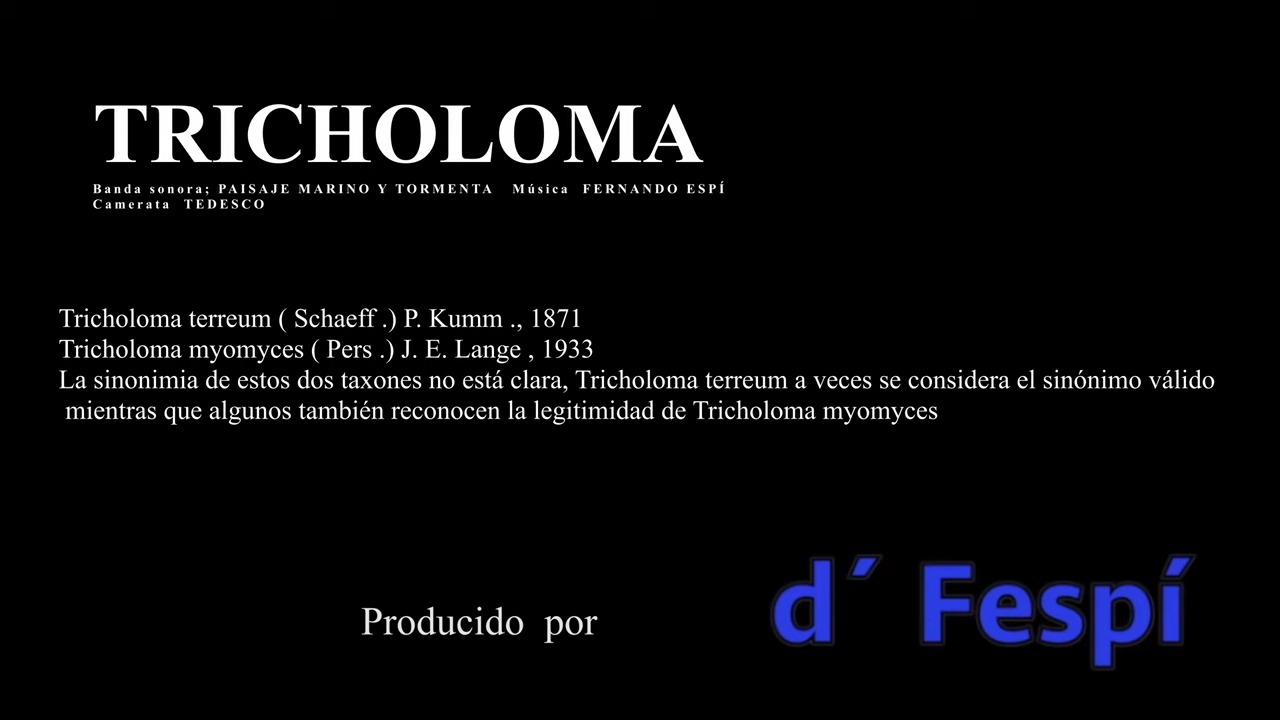 TRICHOLOMA
Banda sonora; PAISAJE MARINO Y TORMENTA Música FERNANDO ESPÍ
Camerata TEDESCO
Tricholoma terreum ( Schaeff .) P. Kumm ., 1871
Tricholoma myomyces ( Pers .) J. E. Lange , 1933
La sinonimia de estos dos taxones no está clara, Tricholoma terreum a veces se considera el sinónimo válido
mientras que algunos también reconocen la legitimidad de Tricholoma myomyces
Producido por
d´ Fespí